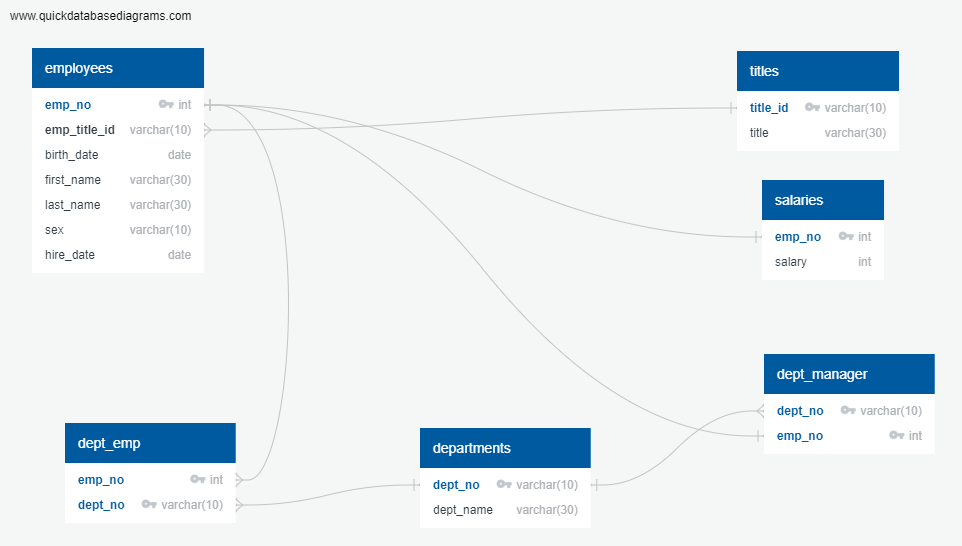 www.quickdatabasediagrams.com
employees
emp_no int
emp_title_id varchar(10)
birth_date date
first_name varchar(30)
last_name varchar(30)
sex varchar(10)
hire_date date
titles
title_id varchar(10)
title varchar(30)
salaries
emp_no int
salary int
dept_manager
dept_no varchar(10)
emp_no int
dept_emp
emp_no int
dept_no varchar(10)
departments
dept_no varchar(10)
dept_name varchar(30)